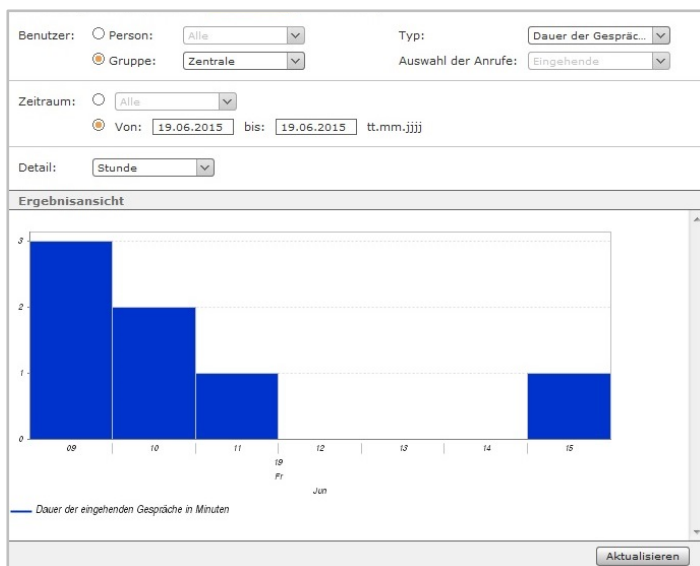 Benutzer: Person: Alle Typ: Dauer der Gespräc...
Gruppe: Zentrale Auswahl der Anrufe: Eingehende
Zeitraum: Alle
Von: 19.06.2015 bis: 19.06.2015 tt.mm.jjjj
Detail: Stunde
Ergebnisansicht
3
2
1
0
09 10 11 12 13 14 15
19
Fr
Jun
Dauer der eingehenden Gespräche in Minuten
Aktualisieren